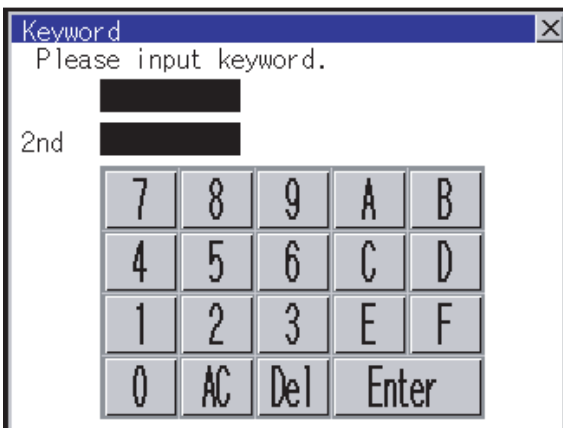 Keyword ×
Please input keyword.
2nd
7 8 9 A B
4 5 6 C D
1 2 3 E F
0 AC Del Enter